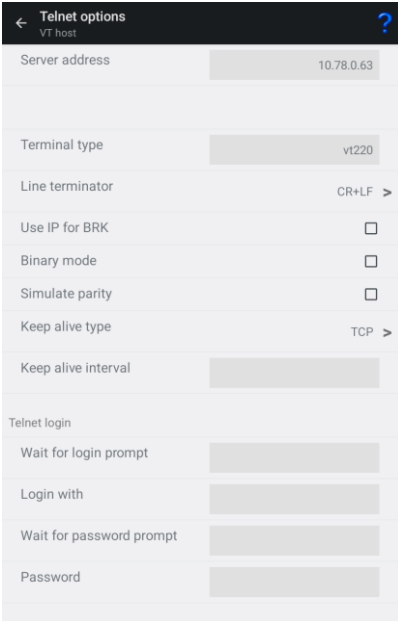 Telnet options
VT host
?
Server address 10.78.0.63
Terminal type vt220
Line terminator CR+LF >
Use IP for BRK
Binary mode
Simulate parity
Keep alive type TCP >
Keep alive interval
Telnet login
Wait for login prompt
Login with
Wait for password prompt
Password